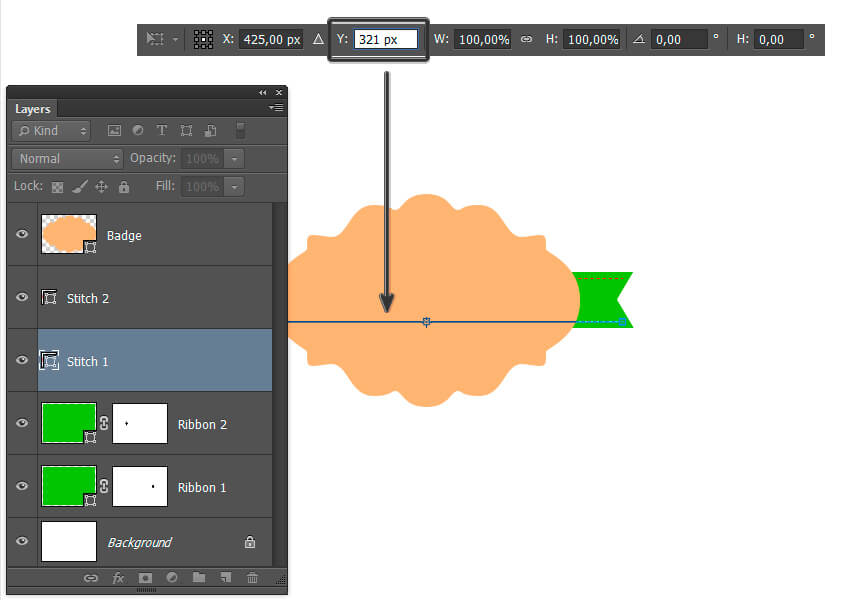 X: 425,00 px Δ Y: 321 px W: 100,00% H: 100,00% 0,00 ° H: 0,00 °
Layers
Kind T
Normal Opacity: 100%
Lock: Fill: 100%
Badge
Stitch 2
Stitch 1
Ribbon 2
Ribbon 1
Background
fx